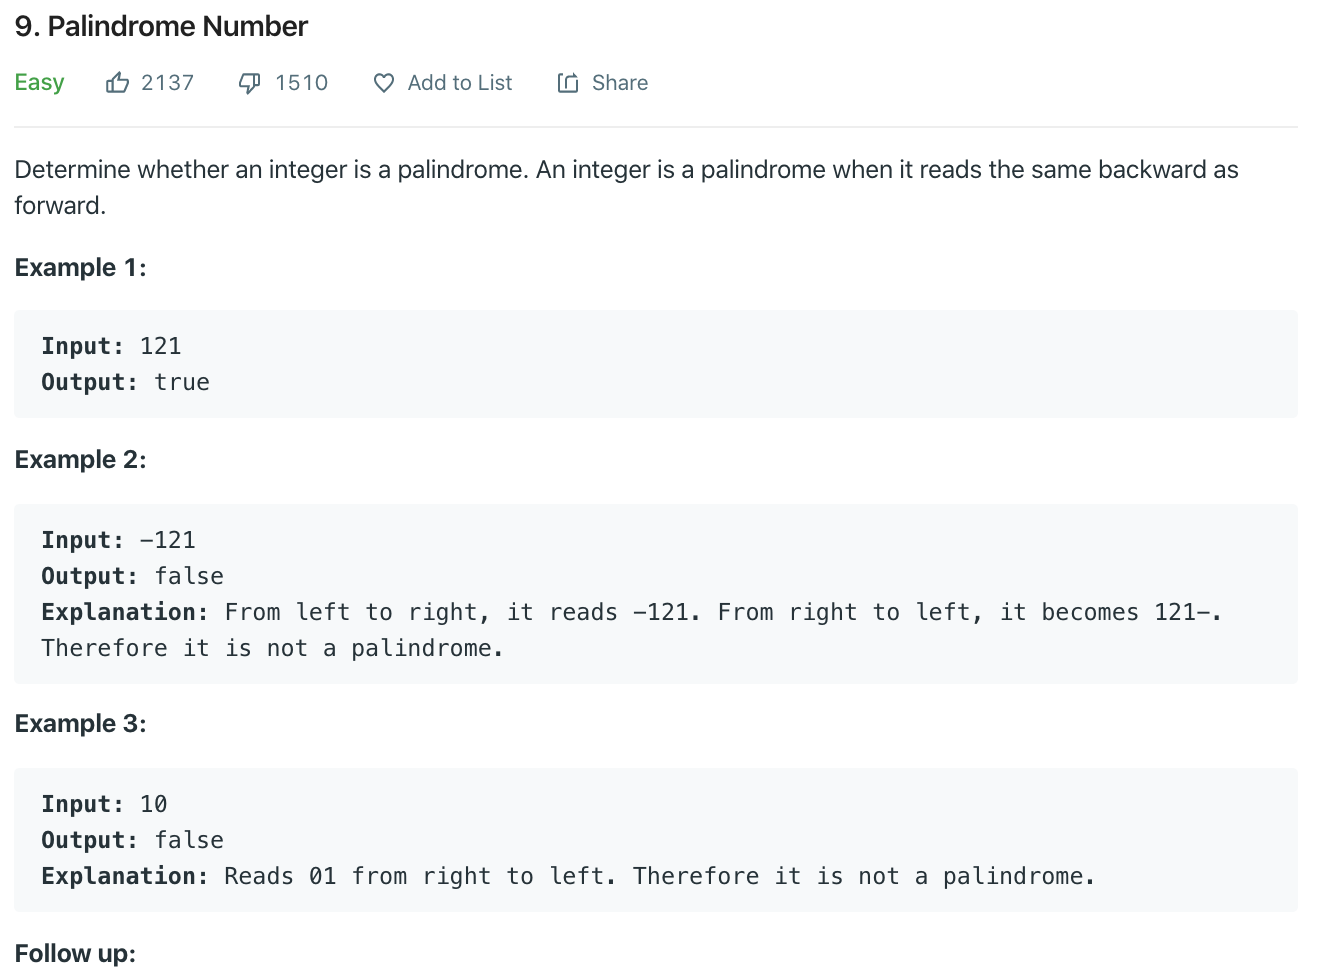 9. Palindrome Number
Easy 2137 1510 Add to List Share
Determine whether an integer is a palindrome. An integer is a palindrome when it reads the same backward as
forward.
Example 1:
Input: 121
Output: true
Example 2:
Input: -121
Output: false
Explanation: From left to right, it reads -121. From right to left, it becomes 121-.
Therefore it is not a palindrome.
Example 3:
Input: 10
Output: false
Explanation: Reads 01 from right to left. Therefore it is not a palindrome.
Follow up: